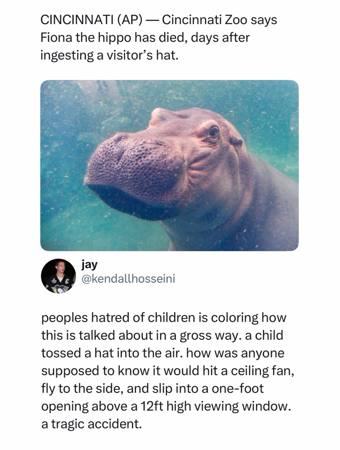 CINCINNATI (AP) — Cincinnati Zoo says
Fiona the hippo has died, days after
ingesting a visitor’s hat.
jay
@kendallhosseini
peoples hatred of children is coloring how
this is talked about in a gross way. a child
tossed a hat into the air. how was anyone
supposed to know it would hit a ceiling fan,
fly to the side, and slip into a one-foot
opening above a 12ft high viewing window.
a tragic accident.